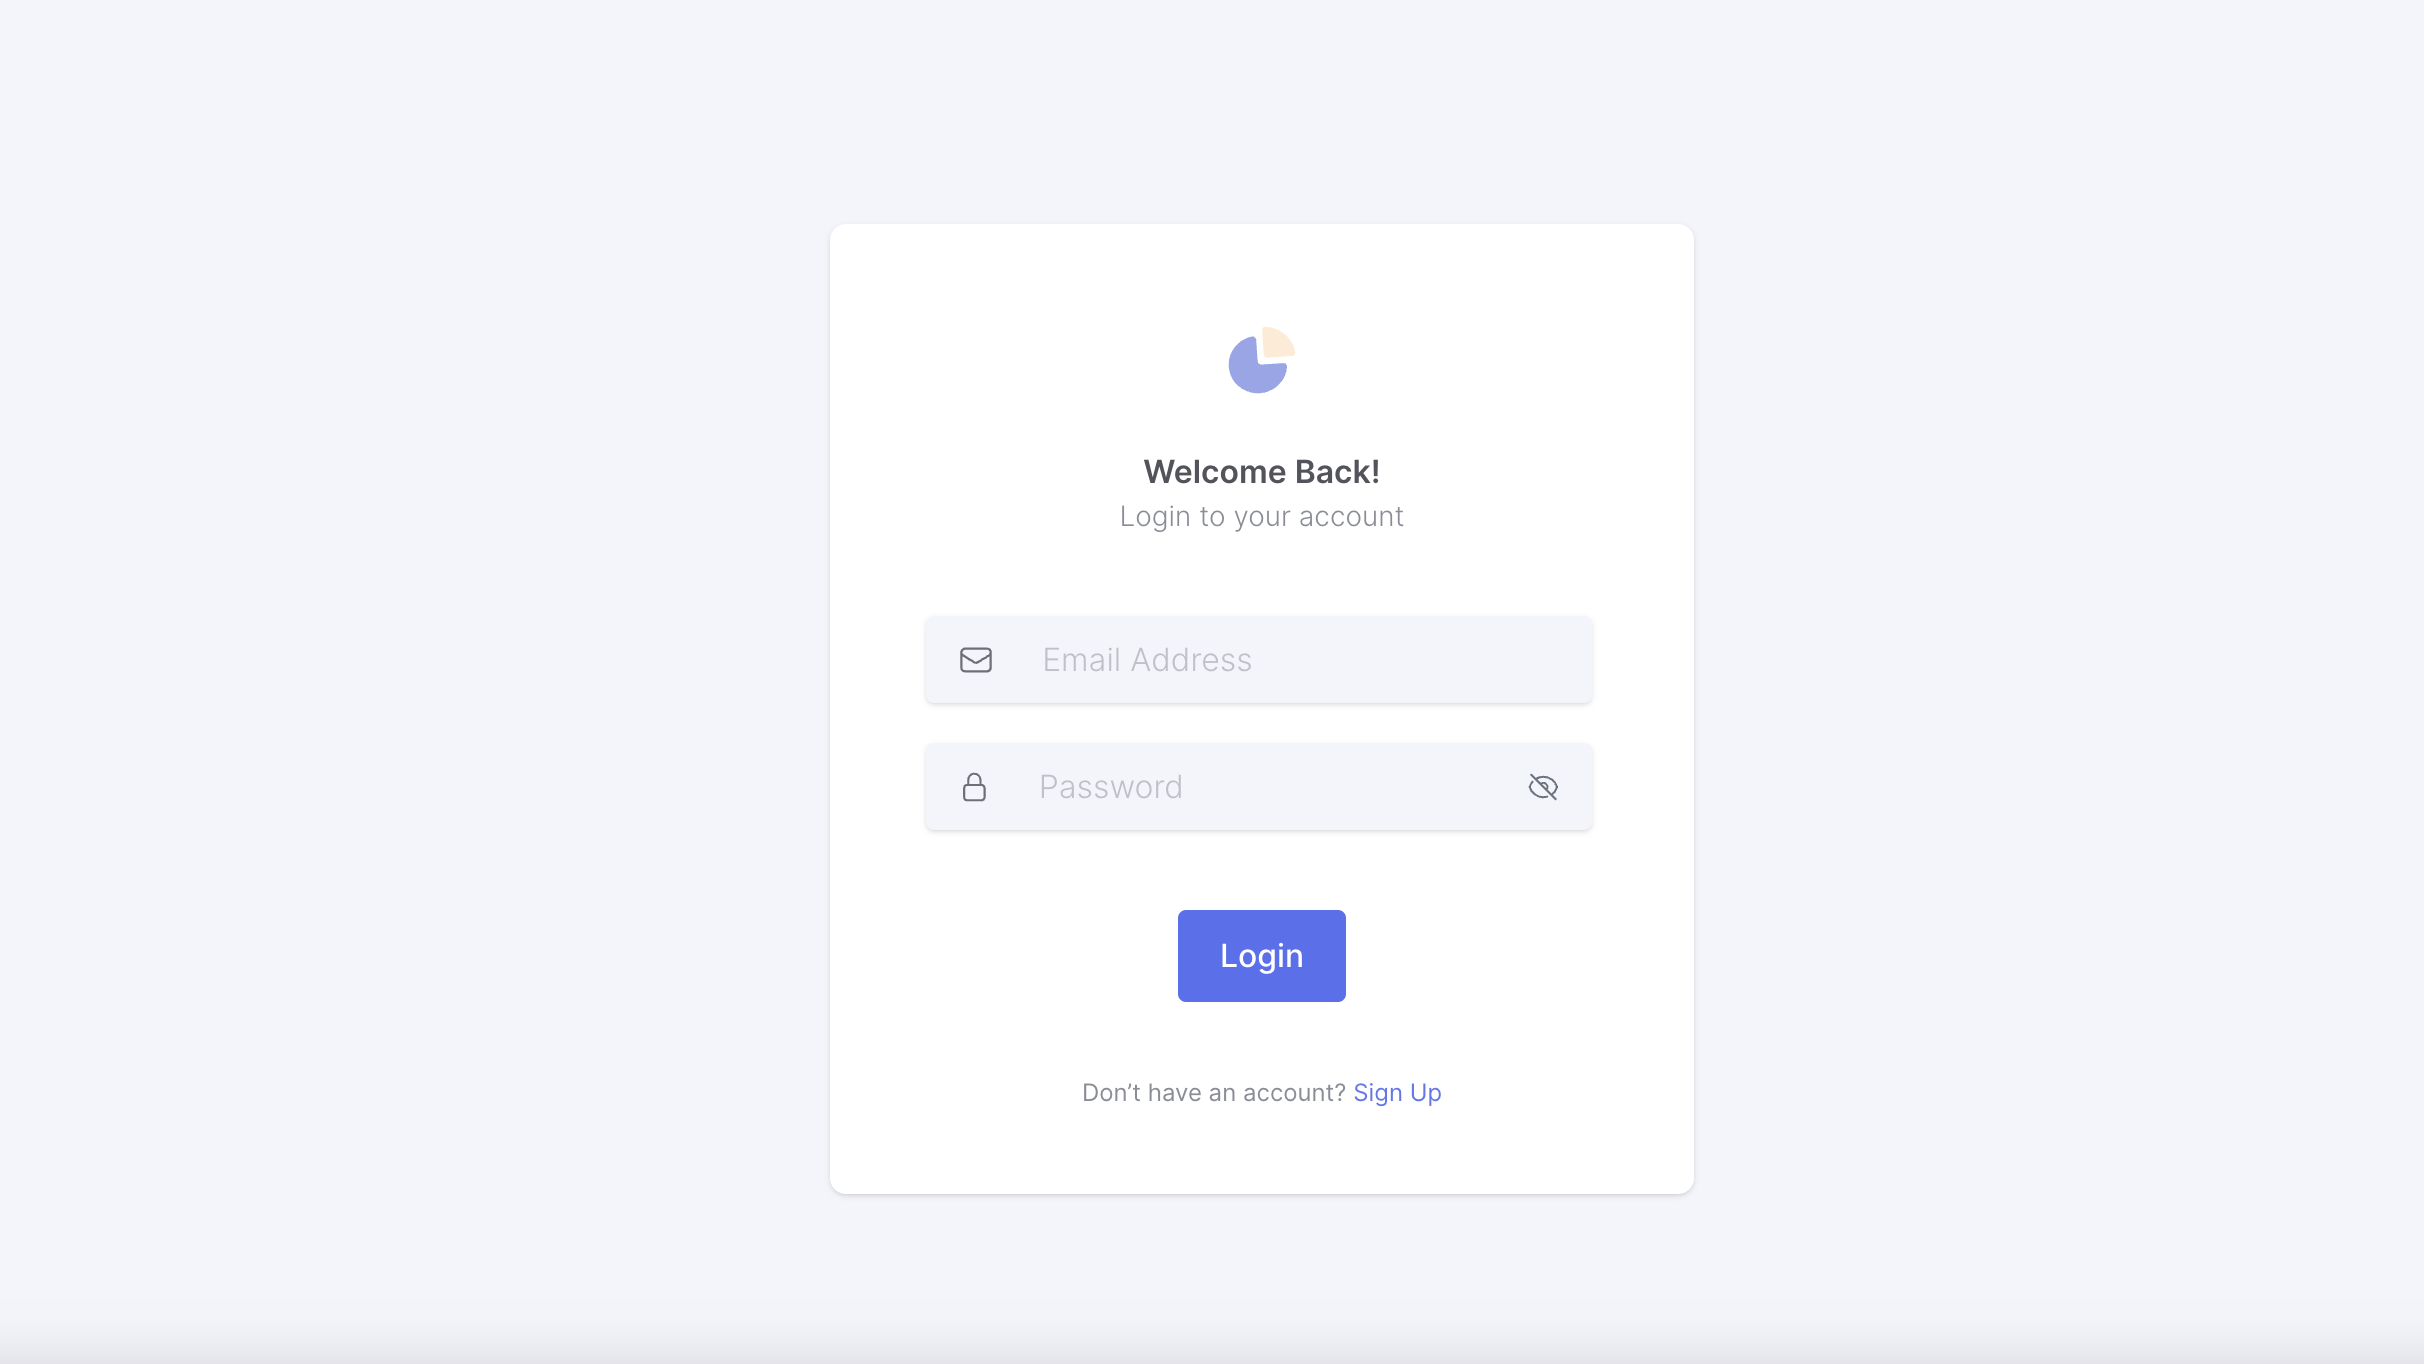 Welcome Back!
Login to your account
Email Address
Password
Login
Don’t have an account? Sign Up